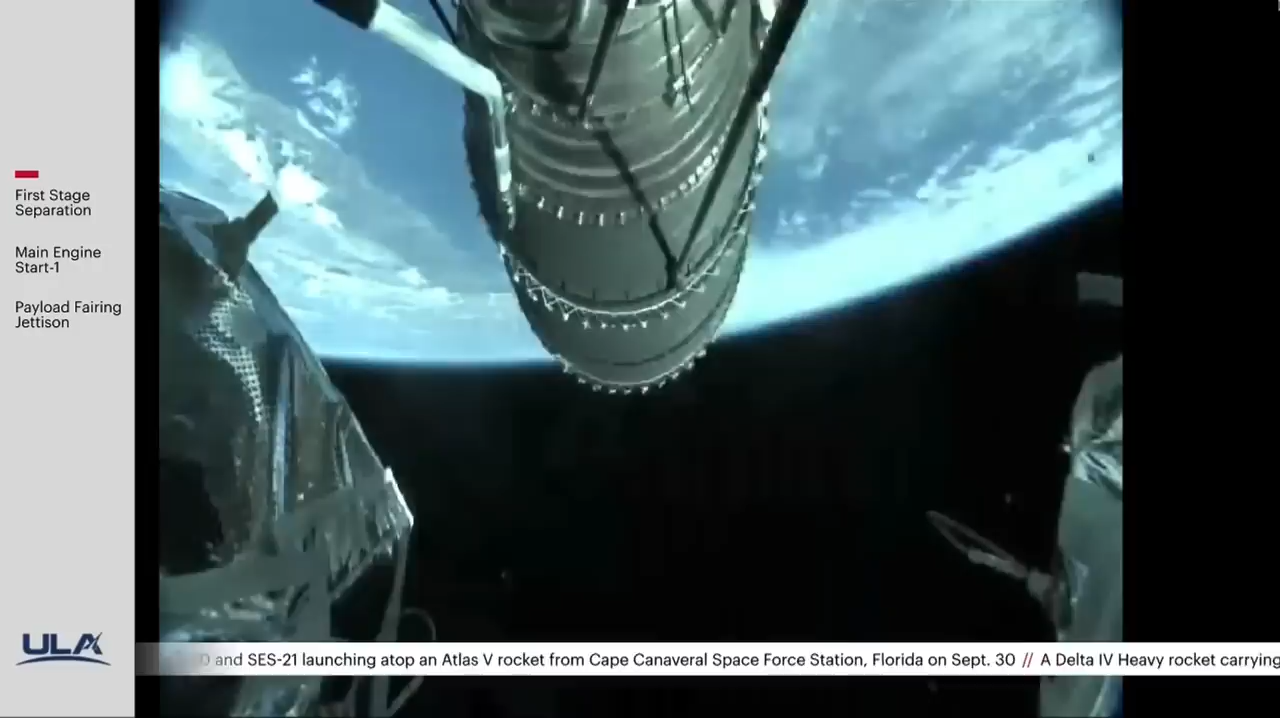 First Stage
Separation
Main Engine
Start-1
Payload Fairing
Jettison
ULA
and SES-21 launching atop an Atlas V rocket from Cape Canaveral Space Force Station, Florida on Sept. 30 // A Delta IV Heavy rocket carrying